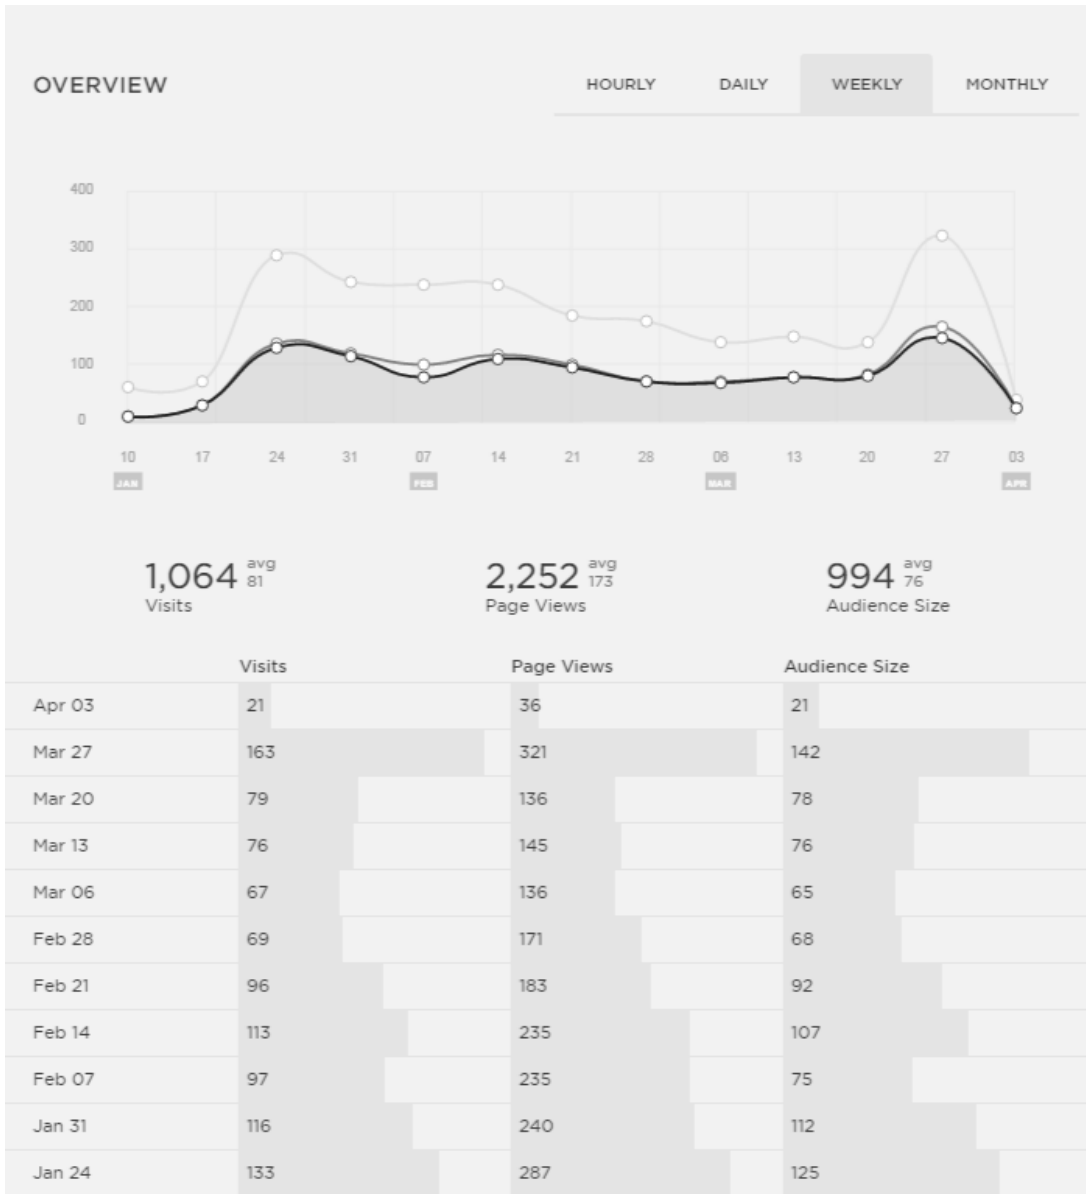 OVERVIEW HOURLY DAILY WEEKLY MONTHLY
400
300
200
100
0
10 17 24 31 07 14 21 28 06 13 20 27 03
JAN FEB MAR APR
1,064 avg 81 2,252 avg 173 994 avg 76
Visits Page Views Audience Size
Visits Page Views Audience Size
Apr 03 21 36 21
Mar 27 163 321 142
Mar 20 79 136 78
Mar 13 76 145 76
Mar 06 67 136 65
Feb 28 69 171 68
Feb 21 96 183 92
Feb 14 113 235 107
Feb 07 97 235 75
Jan 31 116 240 112
Jan 24 133 287 125